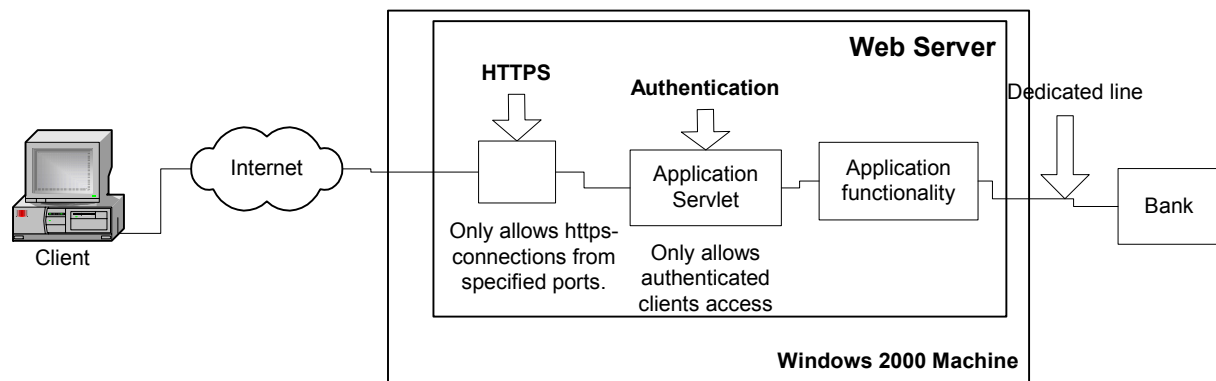 Web Server
HTTPS
Authentication
Dedicated line
Internet
Application
Servlet
Application
functionality
Bank
Client
Only allows https-
connections from
specified ports.
Only allows
authenticated
clients access
Windows 2000 Machine